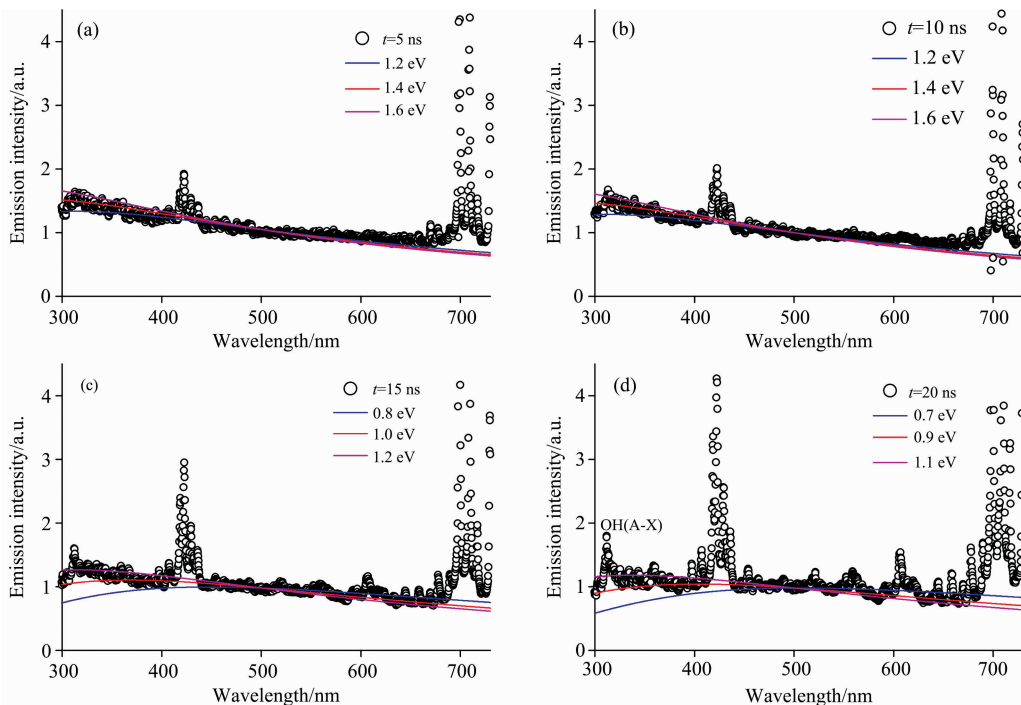 (a)
t=5 ns
1.2 eV
1.4 eV
1.6 eV
Emission intensity/a.u.
4
3
2
1
0
300 400 500 600 700
Wavelength/nm
(b)
t=10 ns
1.2 eV
1.4 eV
1.6 eV
Emission intensity/a.u.
4
3
2
1
0
300 400 500 600 700
Wavelength/nm
(c)
t=15 ns
0.8 eV
1.0 eV
1.2 eV
Emission intensity/a.u.
4
3
2
1
0
300 400 500 600 700
Wavelength/nm
(d)
t=20 ns
0.7 eV
0.9 eV
1.1 eV
OH(A-X)
Emission intensity/a.u.
4
3
2
1
0
300 400 500 600 700
Wavelength/nm